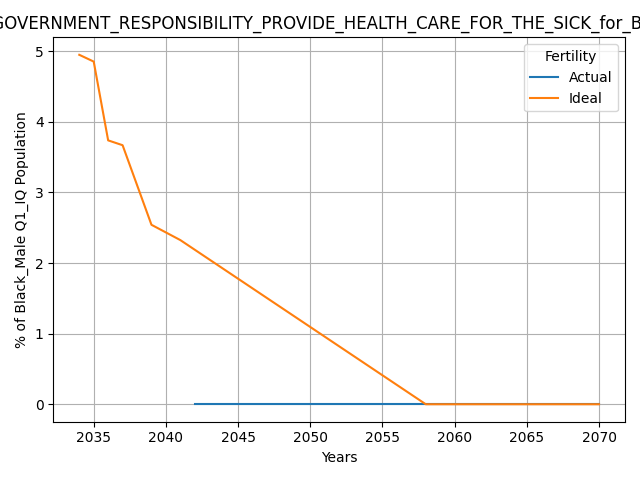 GOVERNMENT_RESPONSIBILITY_PROVIDE_HEALTH_CARE_FOR_THE_SICK_for_B
Fertility
Actual
Ideal
% of Black_Male Q1_IQ Population
5
4
3
2
1
0
2035 2040 2045 2050 2055 2060 2065 2070
Years